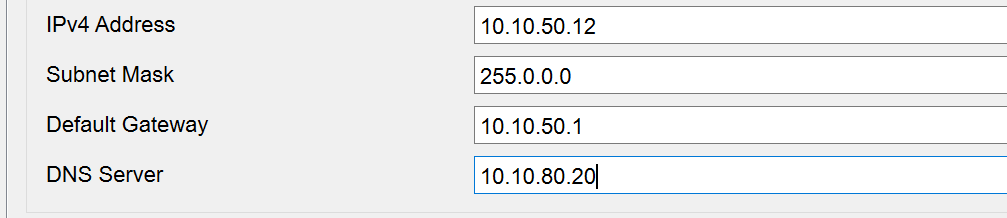 IPv4 Address 10.10.50.12
Subnet Mask 255.0.0.0
Default Gateway 10.10.50.1
DNS Server 10.10.80.20